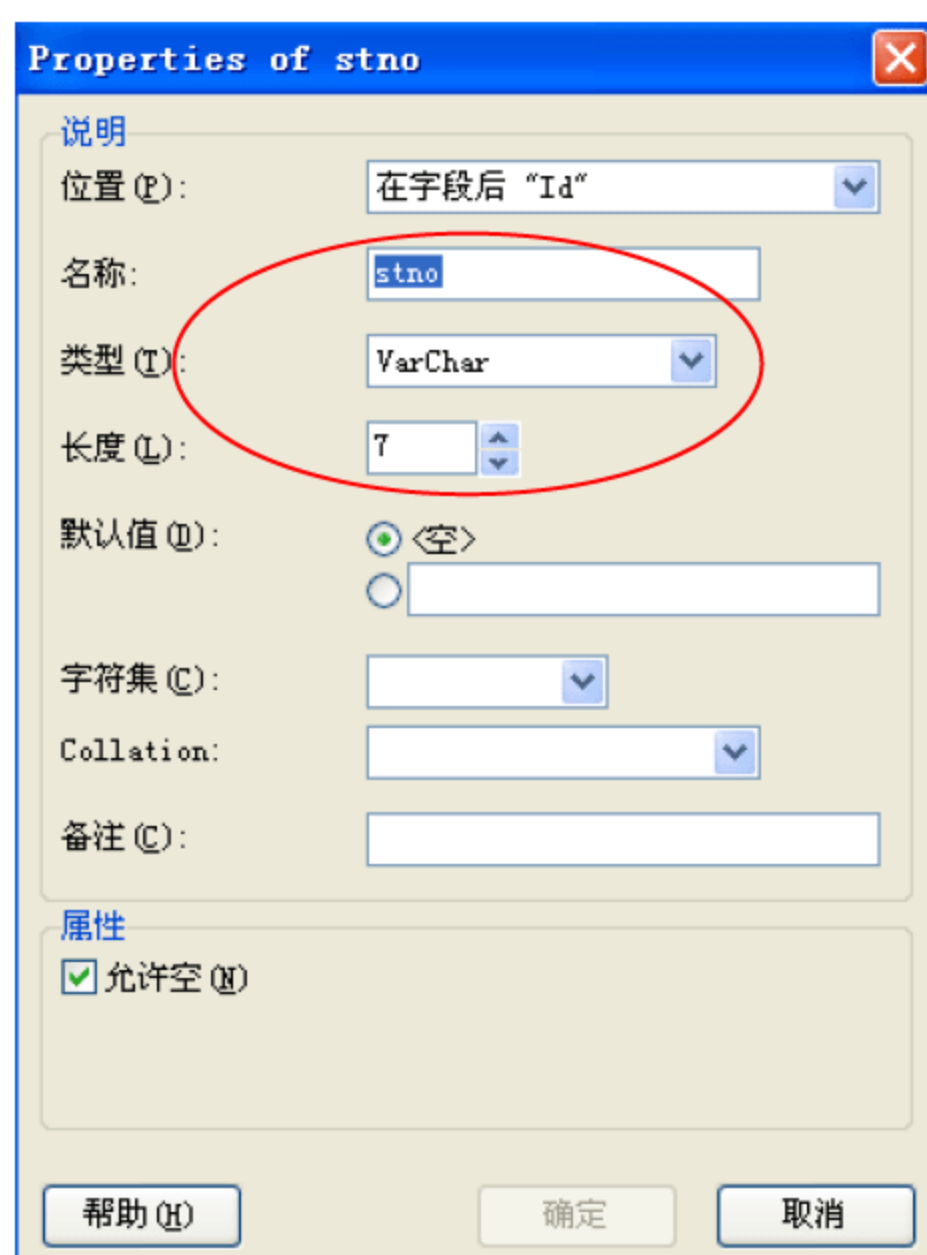 Properties of stno
说明
位置(P): 在字段后 “Id“
名称: stno
类型(T): VarChar
长度(L): 7
默认值(D): <空>
字符集(C):
Collation:
备注(C):
属性
允许空(N)
帮助(H) 确定 取消